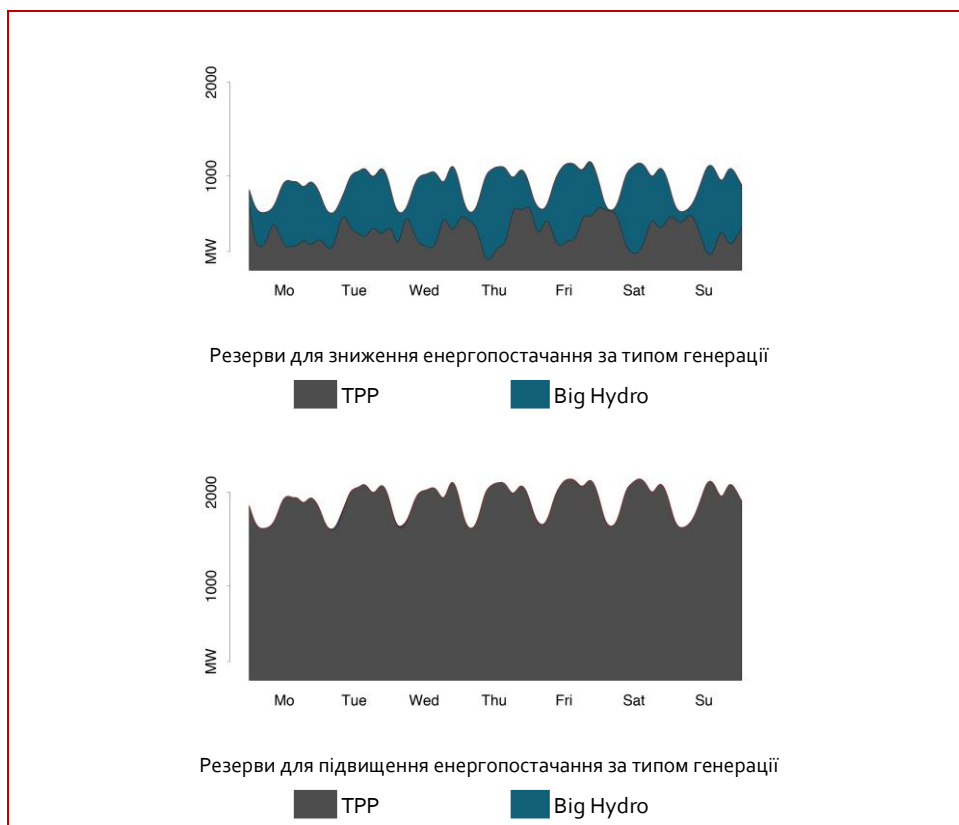 2000
1000
MW
Mo Tue Wed Thu Fri Sat Su
Резерви для зниження енергопостачання за типом генерації
TPP Big Hydro
2000
1000
MW
Mo Tue Wed Thu Fri Sat Su
Резерви для підвищення енергопостачання за типом генерації
TPP Big Hydro